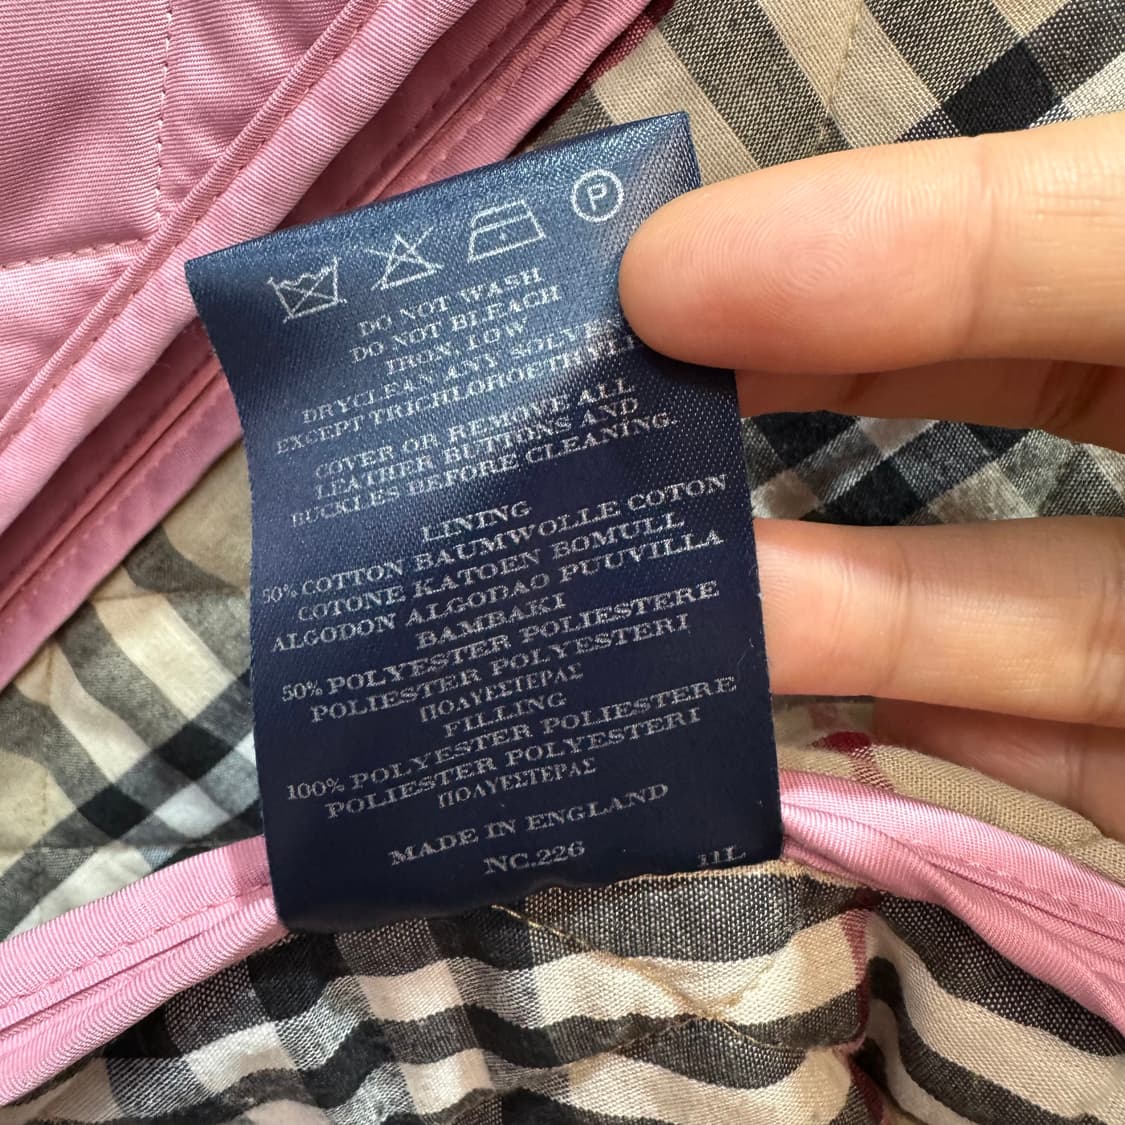 P
DO NOT WASH
DO NOT BLEACH
IRON, LOW
DRYCLEAN ANY SOLVENT
EXCEPT
COVER OR REMOVE ALL
LEATHER BUTTONS AND
BUCKLES BEFORE CLEANING.
LINING
50% COTTON BAUMWOLLE COTON
COTONE KATOEN BOMULL
ALGODON ALGODAO PUUVILLA
BAMBAKI
50% POLYESTER POLIESTERE
POLIESTER POLYESTERI
ΠΟΛΥΕΣΤΕΡΑΣ
FILLING
100% POLYESTER POLIESTERE
POLIESTER POLYESTERI
ΠΟΛΥΕΣΤΕΡΑΣ
MADE IN ENGLAND
NC.226
11L